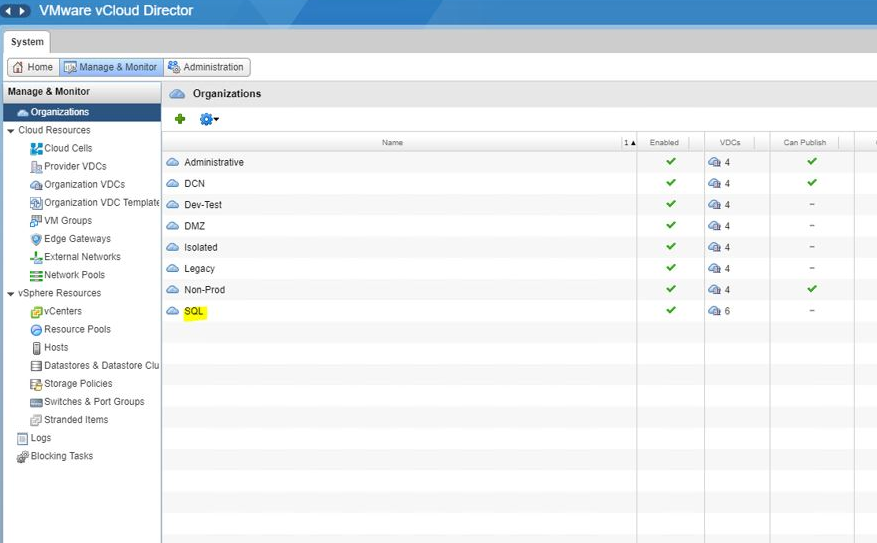 VMware vCloud Director
System
Home Manage & Monitor Administration
Manage & Monitor
Organizations
Cloud Resources
Cloud Cells
Provider VDCs
Organization VDCs
Organization VDC Template
VM Groups
Edge Gateways
External Networks
Network Pools
vSphere Resources
vCenters
Resource Pools
Hosts
Datastores & Datastore Clu
Storage Policies
Switches & Port Groups
Stranded Items
Logs
Blocking Tasks
Organizations
Name 1 ▲ Enabled VDCs Can Publish
Administrative 4
DCN 4
Dev-Test 4 –
DMZ 4 –
Isolated 4 –
Legacy 4 –
Non-Prod 4
SQL 6 –